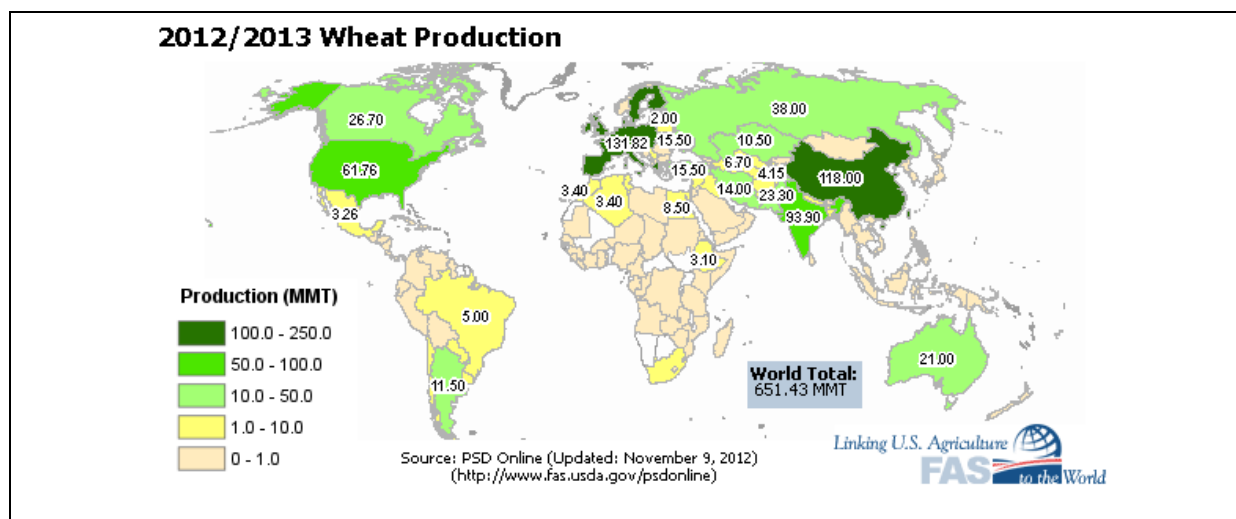 2012/2013 Wheat Production
38.00
26.70
2.00
131.82
15.50
10.50
61.76
6.70
15.50
4.15
118.00
3.40
14.00
3.40
23.30
3.26
8.50
93.90
3.10
Production (MMT)
5.00
100.0 - 250.0
50.0 - 100.0
10.0 - 50.0
1.0 - 10.0
0 - 1.0
11.50
World Total:
651.43 MMT
21.00
Source: PSD Online (Updated: November 9, 2012)
(http://www.fas.usda.gov/psdonline)
Linking U.S. Agriculture
FAS
to the World